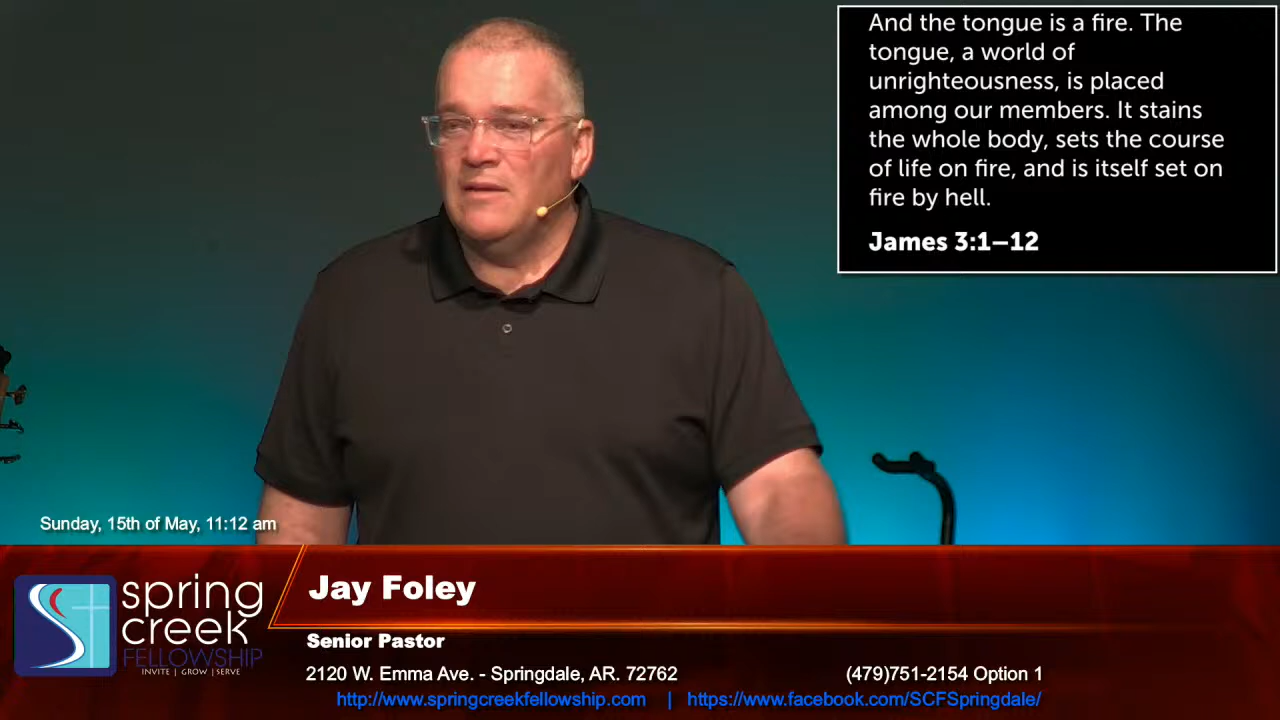 And the tongue is a fire. The
tongue, a world of
unrighteousness, is placed
among our members. It stains
the whole body, sets the course
of life on fire, and is itself set on
fire by hell.
James 3:1–12
Sunday, 15th of May, 11:12 am
spring
creek
FELLOWSHIP
INVITE | GROW | SERVE
Jay Foley
Senior Pastor
2120 W. Emma Ave. - Springdale, AR. 72762
(479)751-2154 Option 1
http://www.springcreekfellowship.com | https://www.facebook.com/SCFSpringdale/